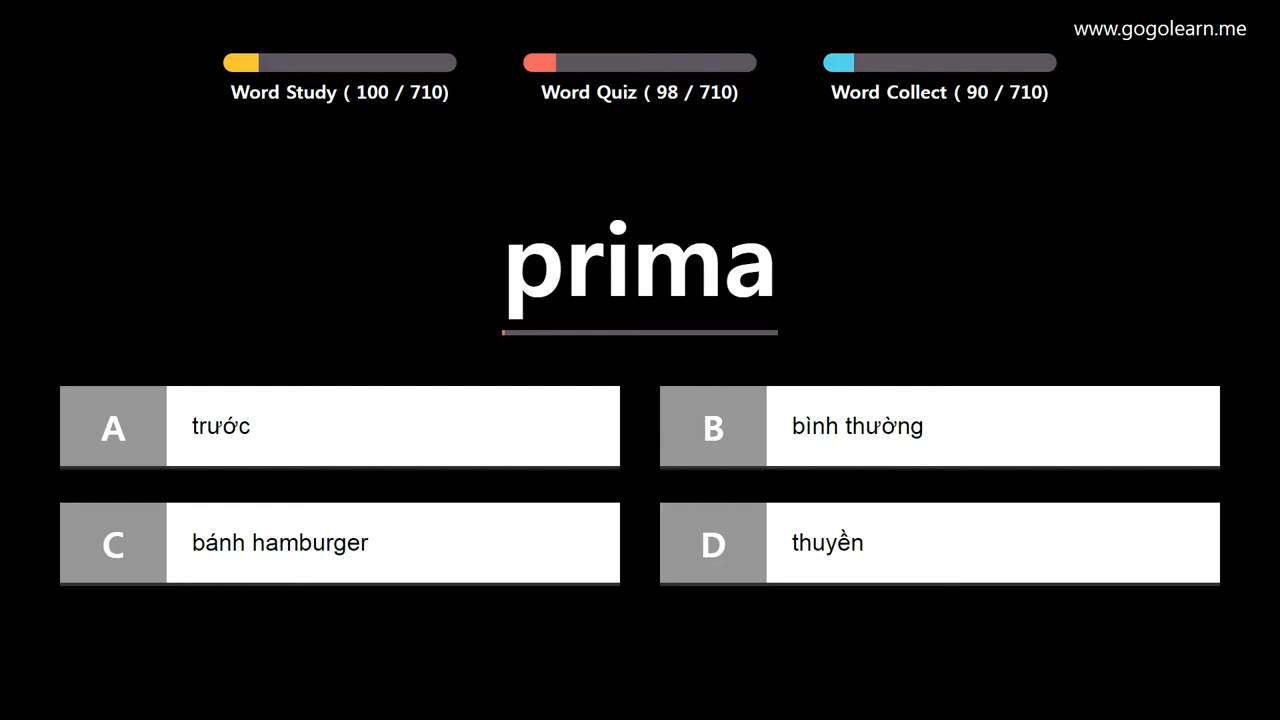 www.gogolearn.me
Word Study ( 100 / 710)
Word Quiz ( 98 / 710)
Word Collect ( 90 / 710)
prima
A trước
B bình thường
C bánh hamburger
D thuyền